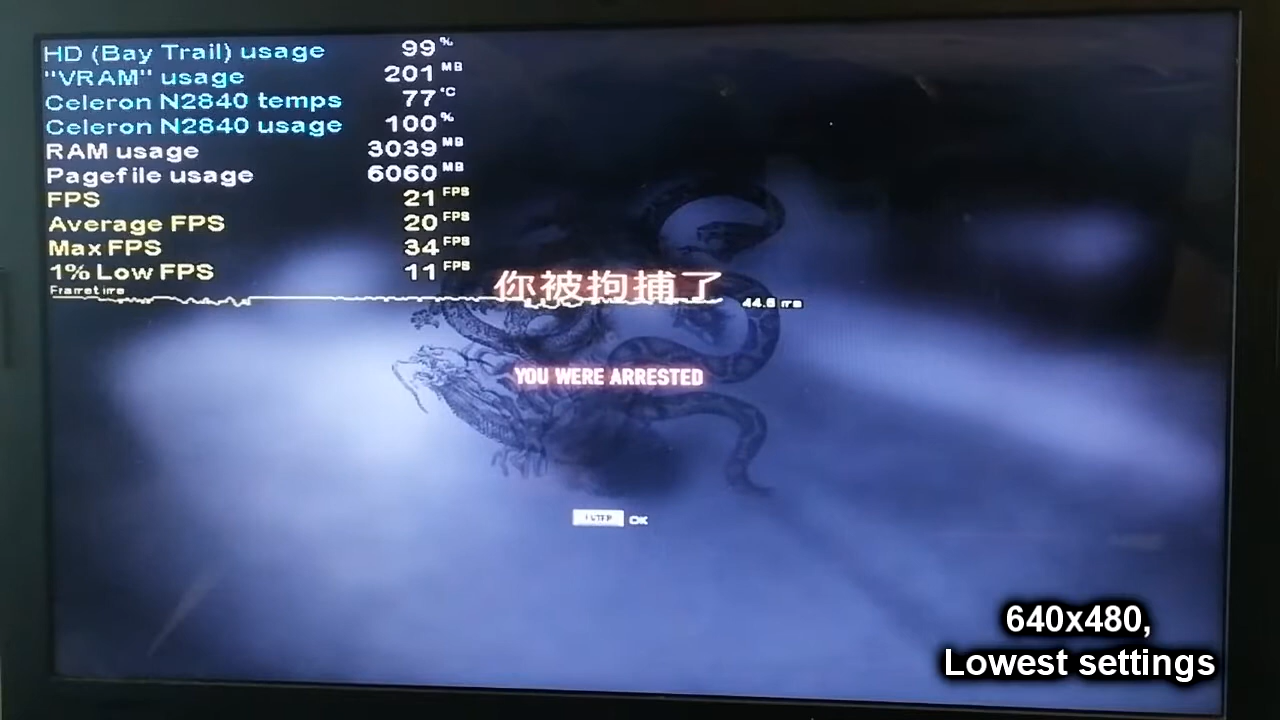 HD (Bay Trail) usage 99 %
"VRAM" usage 201 MB
Celeron N2840 temps 77 °C
Celeron N2840 usage 100 %
RAM usage 3039 MB
Pagefile usage 6060 MB
FPS 21 FPS
Average FPS 20 FPS
Max FPS 34 FPS
1% Low FPS 11 FPS
Frametime
44.6 ms
你被拘捕了
YOU WERE ARRESTED
ENTER OK
640x480,
Lowest settings